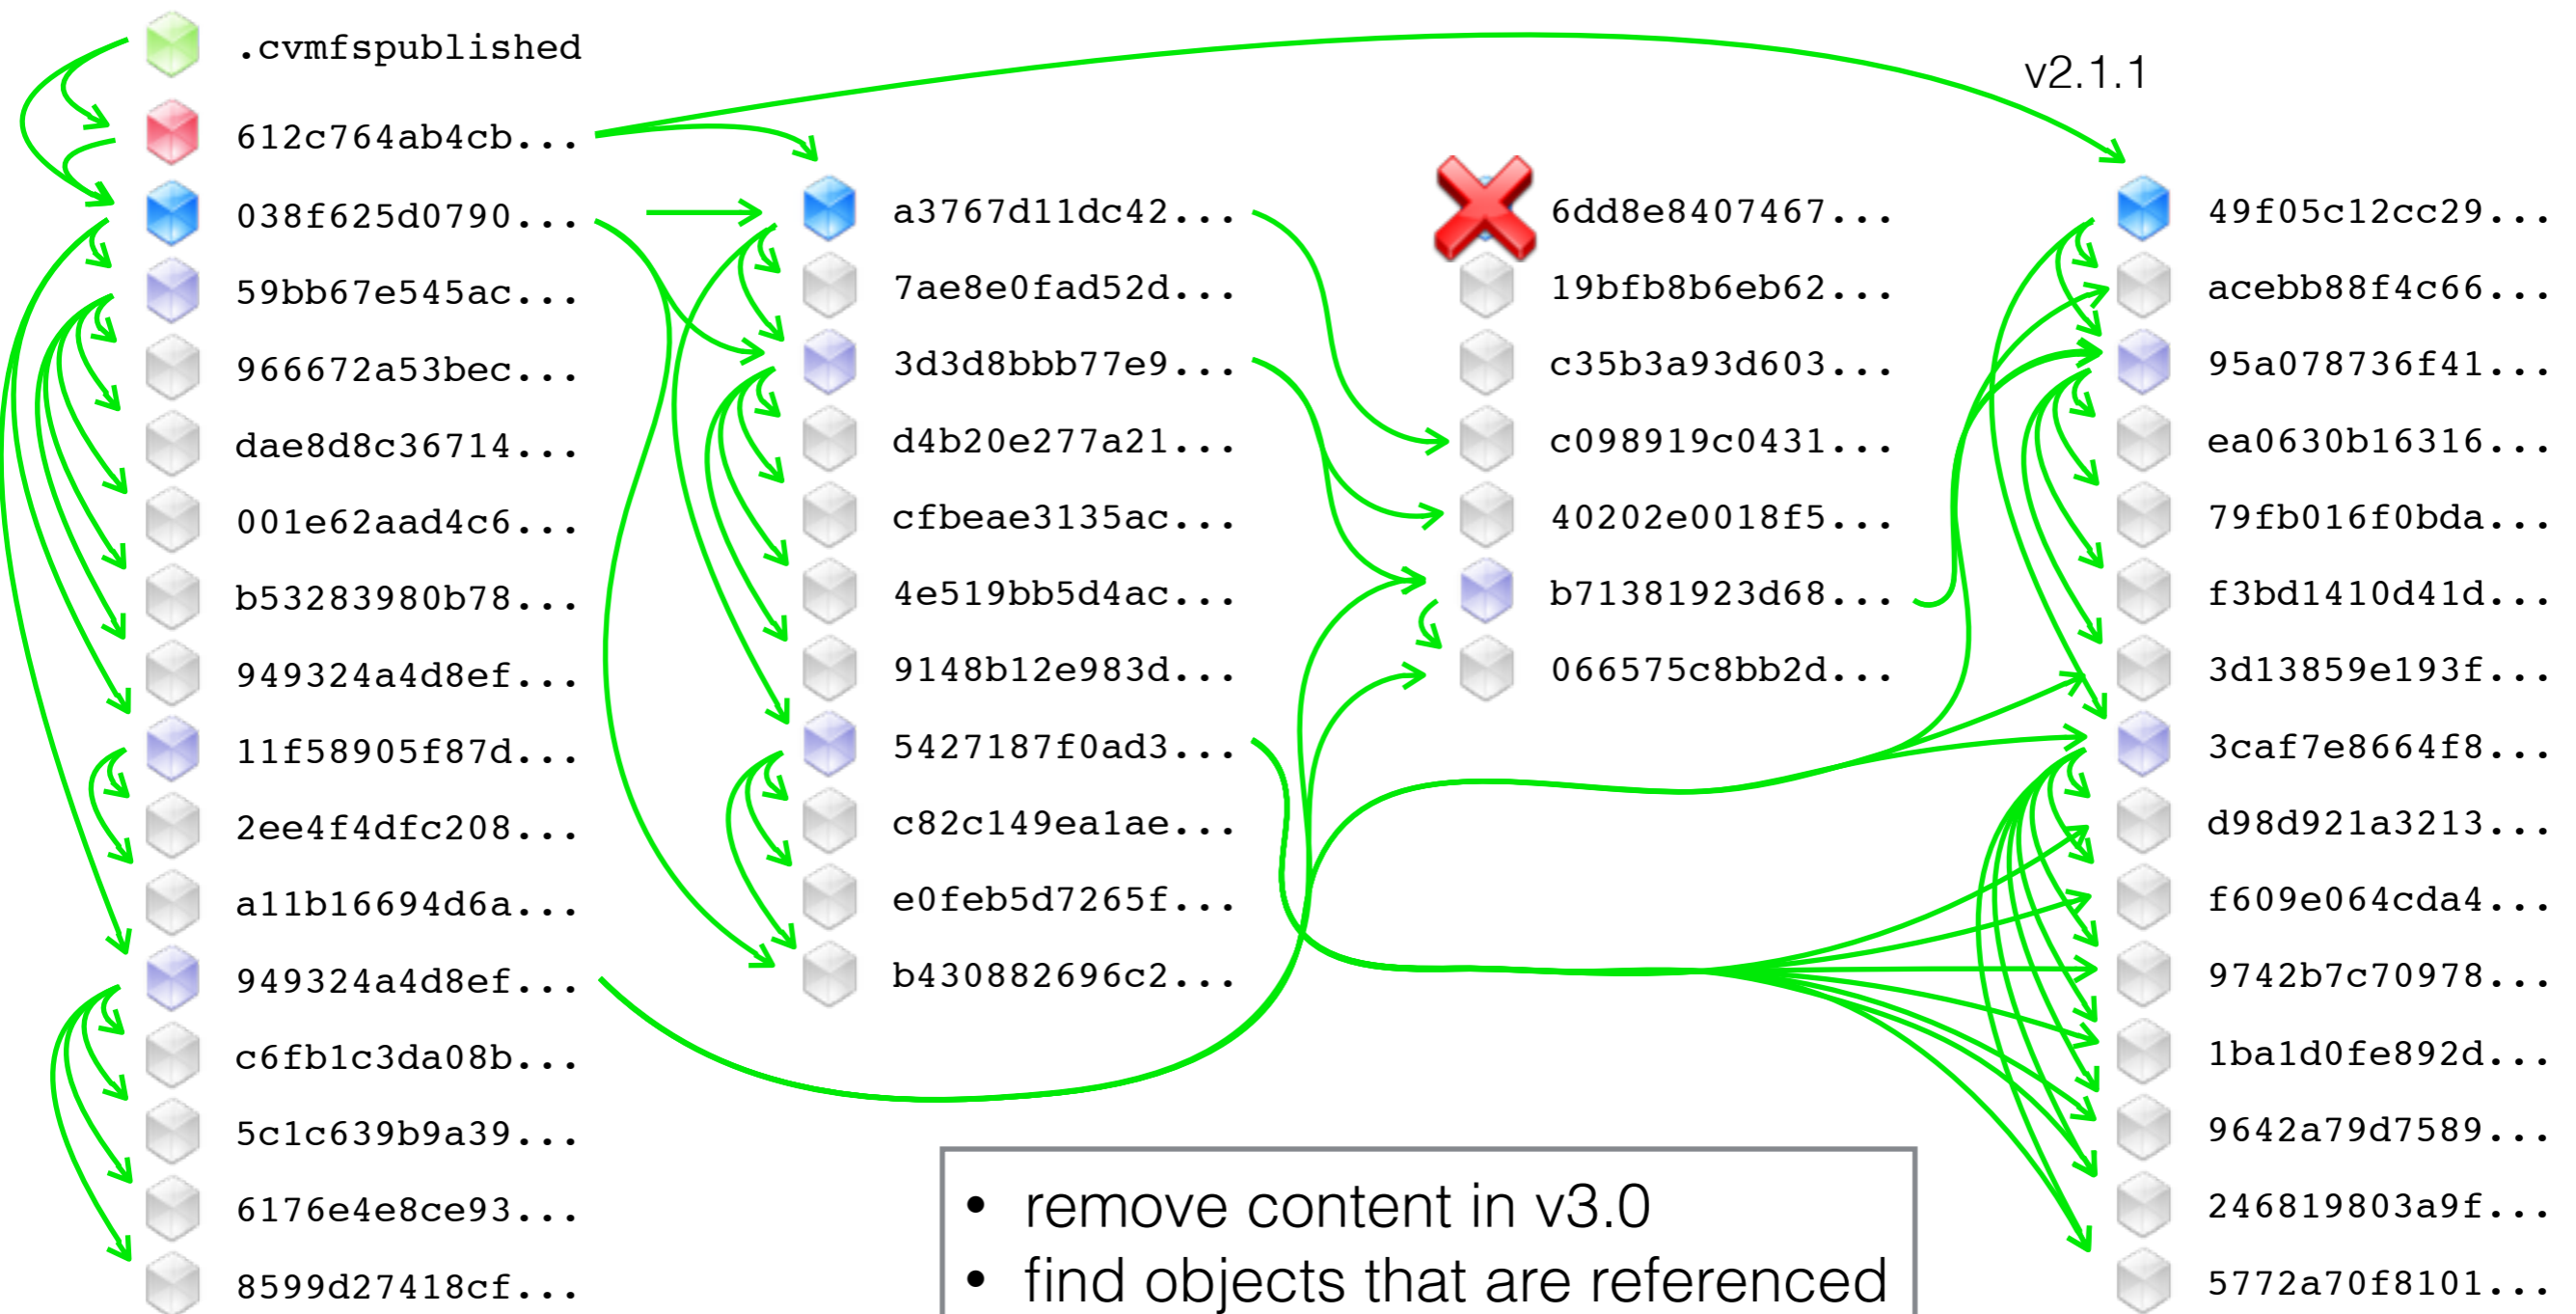 .cvmfspublished
612c764ab4cb...
038f625d0790...
59bb67e545ac...
966672a53bec...
dae8d8c36714...
001e62aad4c6...
b53283980b78...
949324a4d8ef...
11f58905f87d...
2ee4f4dfc208...
a11b16694d6a...
949324a4d8ef...
c6fb1c3da08b...
5c1c639b9a39...
6176e4e8ce93...
8599d27418cf...
a3767d11dc42...
7ae8e0fad52d...
3d3d8bbb77e9...
d4b20e277a21...
cfbeae3135ac...
4e519bb5d4ac...
9148b12e983d...
5427187f0ad3...
c82c149ea1ae...
e0feb5d7265f...
b430882696c2...
6dd8e8407467...
19bfb8b6eb62...
c35b3a93d603...
c098919c0431...
40202e0018f5...
b71381923d68...
066575c8bb2d...
v2.1.1
49f05c12cc29...
acebb88f4c66...
95a078736f41...
ea0630b16316...
79fb016f0bda...
f3bd1410d41d...
3d13859e193f...
3caf7e8664f8...
d98d921a3213...
f609e064cda4...
9742b7c70978...
1ba1d0fe892d...
9642a79d7589...
246819803a9f...
5772a70f8101...
• remove content in v3.0
• find objects that are referenced